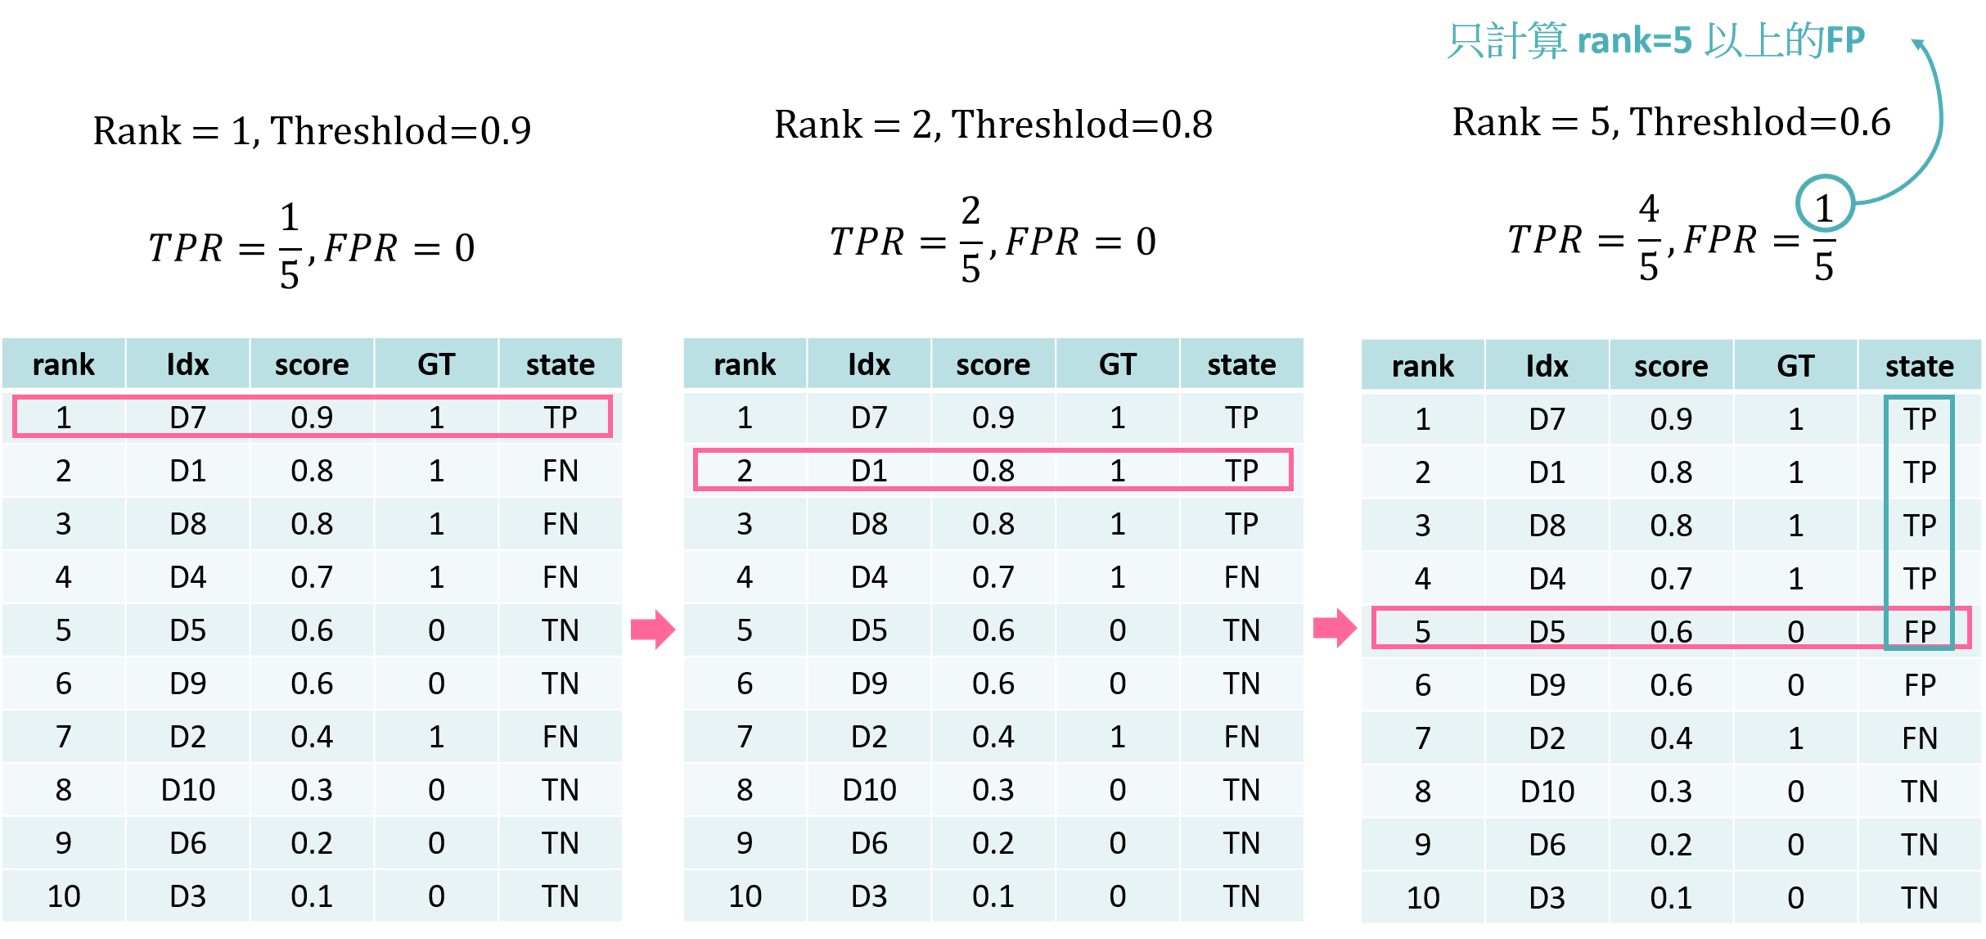 只計算 rank=5 以上的FP
Rank = 1, Threshlod=0.9
TPR = 1/5, FPR = 0
rank Idx score GT state
1 D7 0.9 1 TP
2 D1 0.8 1 FN
3 D8 0.8 1 FN
4 D4 0.7 1 FN
5 D5 0.6 0 TN
6 D9 0.6 0 TN
7 D2 0.4 1 FN
8 D10 0.3 0 TN
9 D6 0.2 0 TN
10 D3 0.1 0 TN
Rank = 2, Threshlod=0.8
TPR = 2/5, FPR = 0
rank Idx score GT state
1 D7 0.9 1 TP
2 D1 0.8 1 TP
3 D8 0.8 1 TP
4 D4 0.7 1 FN
5 D5 0.6 0 TN
6 D9 0.6 0 TN
7 D2 0.4 1 FN
8 D10 0.3 0 TN
9 D6 0.2 0 TN
10 D3 0.1 0 TN
Rank = 5, Threshlod=0.6
TPR = 4/5, FPR = 1/5
rank Idx score GT state
1 D7 0.9 1 TP
2 D1 0.8 1 TP
3 D8 0.8 1 TP
4 D4 0.7 1 TP
5 D5 0.6 0 FP
6 D9 0.6 0 FP
7 D2 0.4 1 FN
8 D10 0.3 0 TN
9 D6 0.2 0 TN
10 D3 0.1 0 TN